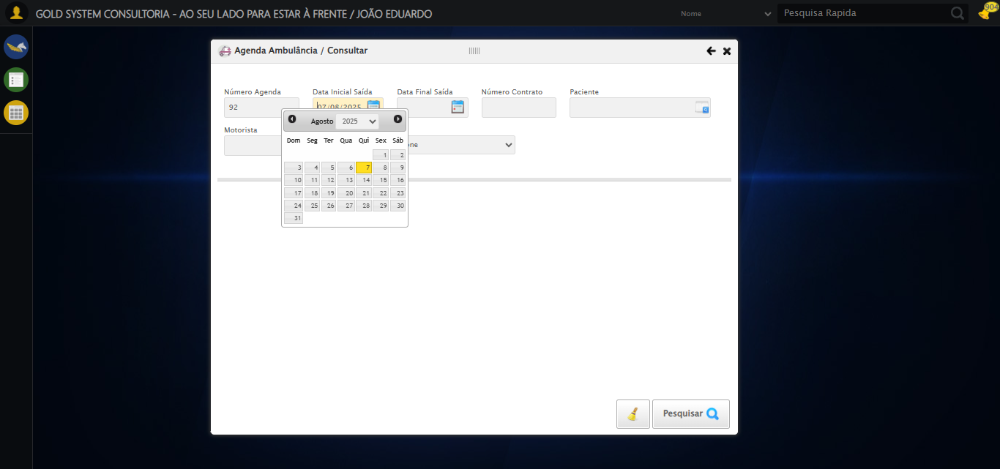 GOLD SYSTEM CONSULTORIA - AO SEU LADO PARA ESTAR À FRENTE / JOÃO EDUARDO
Nome
Pesquisa Rapida
904
Agenda Ambulância / Consultar
Número Agenda
Data Inicial Saída
Data Final Saída
Número Contrato
Paciente
92
07/08/2025
Motorista
one
Agosto
2025
Dom Seg Ter Qua Qui Sex Sáb
1 2
3 4 5 6 7 8 9
10 11 12 13 14 15 16
17 18 19 20 21 22 23
24 25 26 27 28 29 30
31
Pesquisar